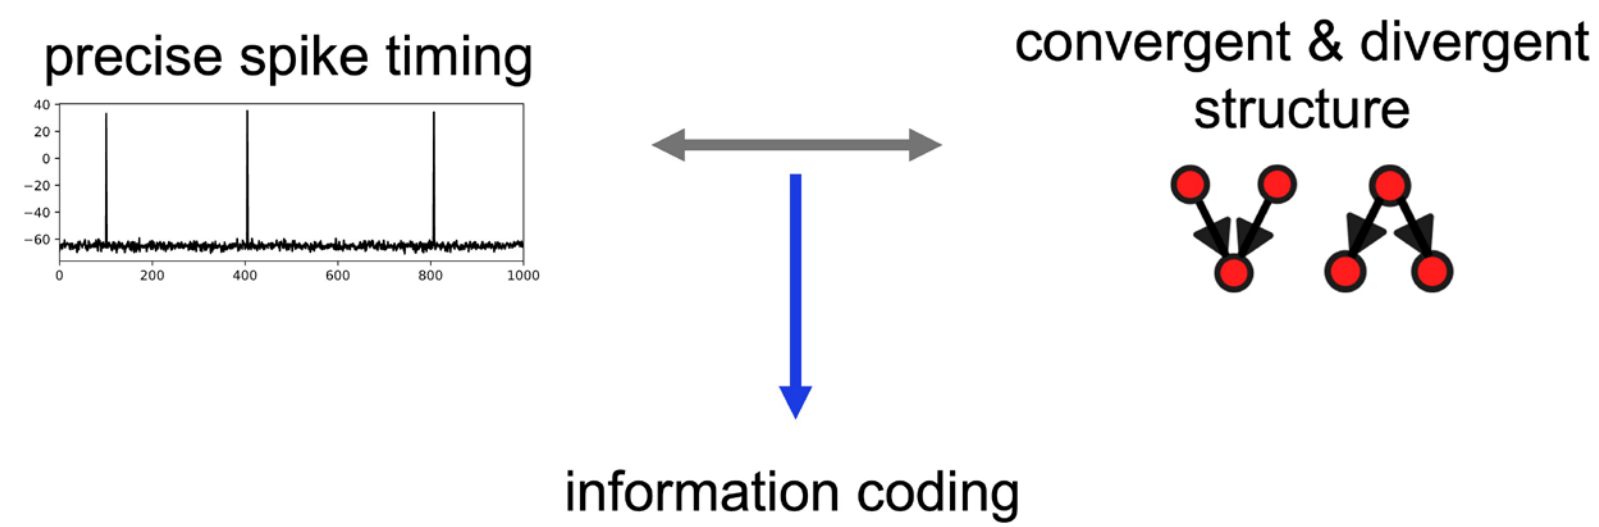 precise spike timing
convergent & divergent
structure
40
20
0
−20
−40
−60
0 200 400 600 800 1000
information coding